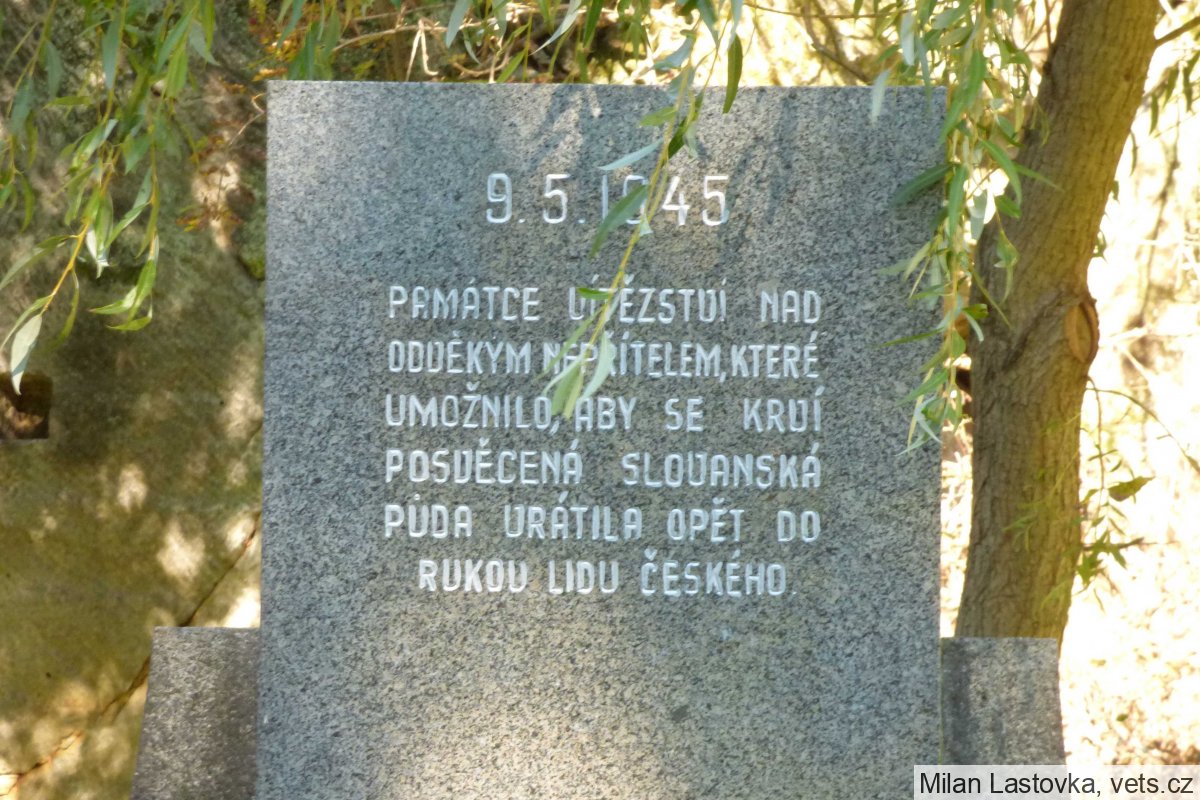 9. 5. 1945
PAMÁTCE VÍTĚZSTVÍ NAD
ODVĚKÝM NEPŘÍTELEM, KTERÉ
UMOŽNILO, ABY SE KRVÍ
POSVĚCENÁ SLOVANSKÁ
PŮDA VRÁTILA OPĚT DO
RUKOU LIDU ČESKÉHO.
Milan Lastovka, vets.cz